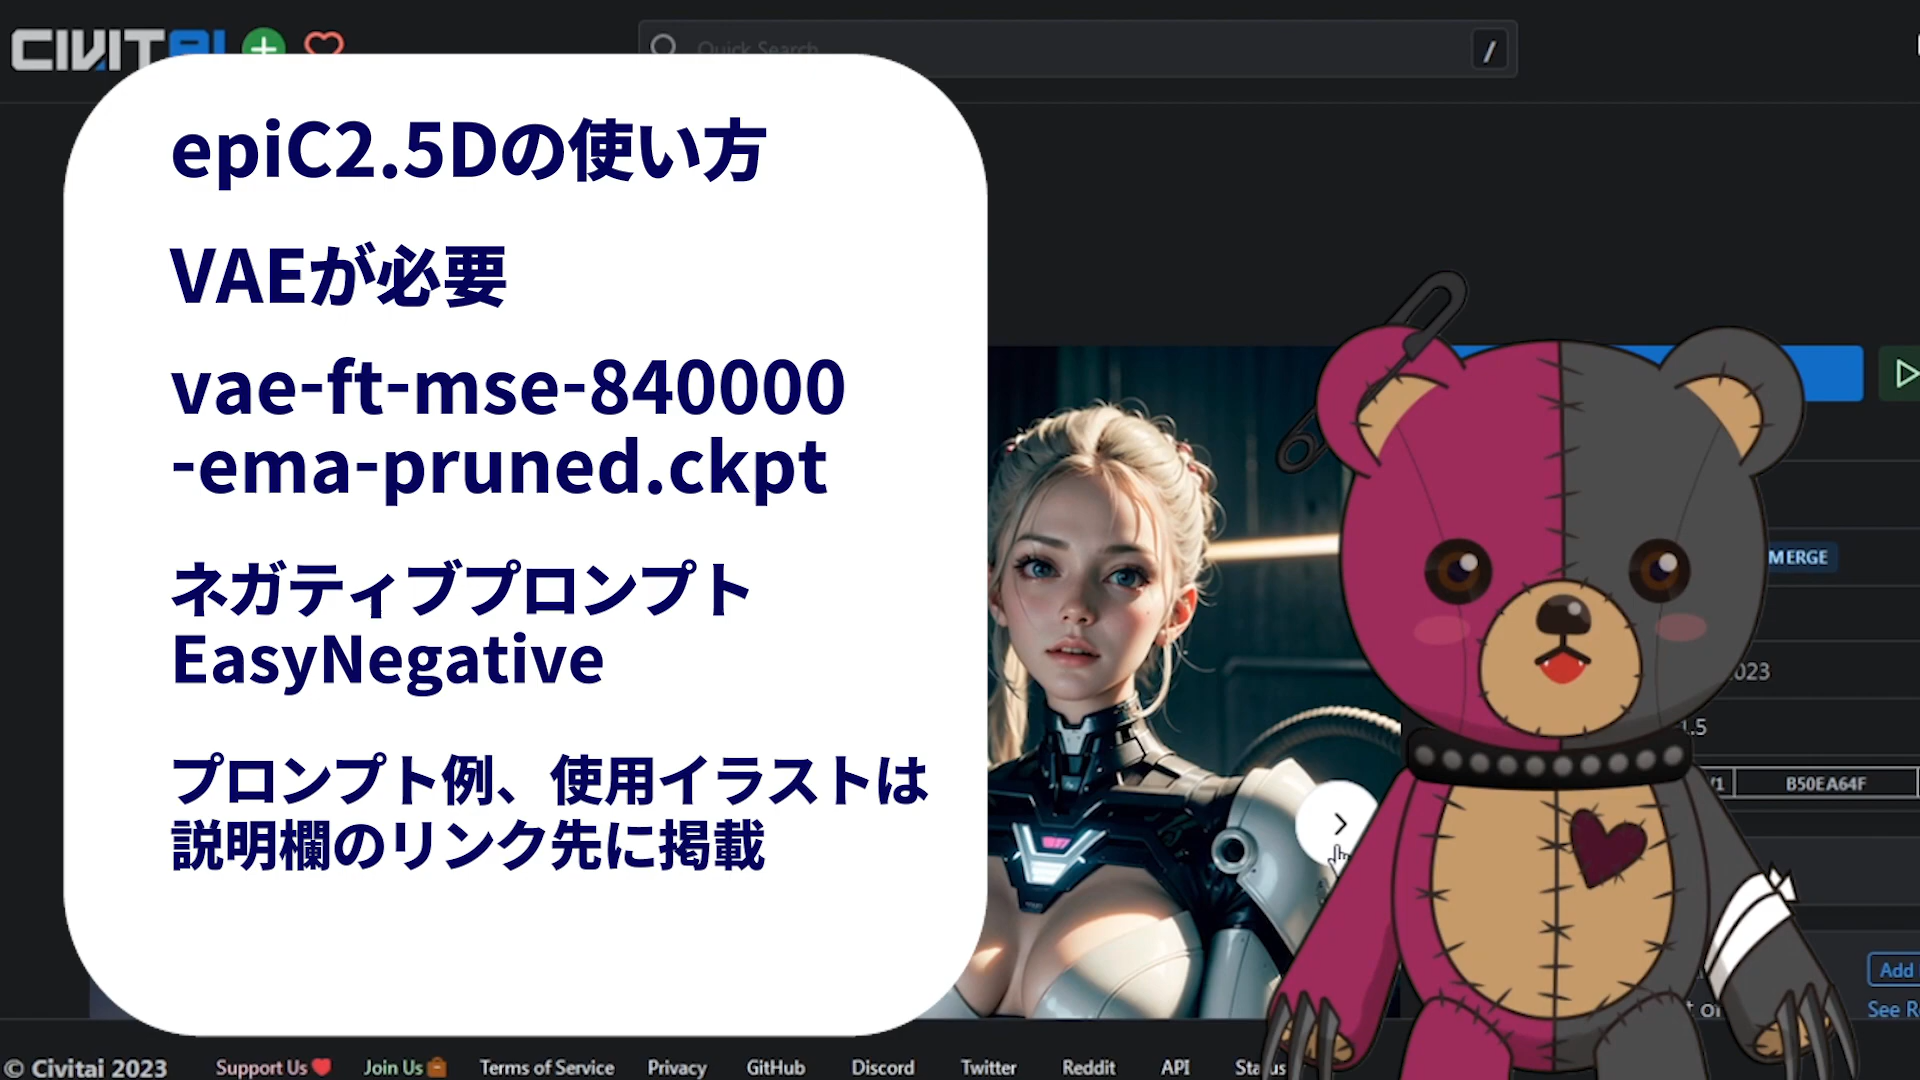 CIVITAI
Quick Search
/
epiC2.5Dの使い方
VAEが必要
vae-ft-mse-840000
-ema-pruned.ckpt
ネガティブプロンプト
EasyNegative
プロンプト例、使用イラストは
説明欄のリンク先に掲載
MERGE
B50EA64F
Add
© Civitai 2023
Support Us
Join Us
Terms of Service
Privacy
GitHub
Discord
Twitter
Reddit
API